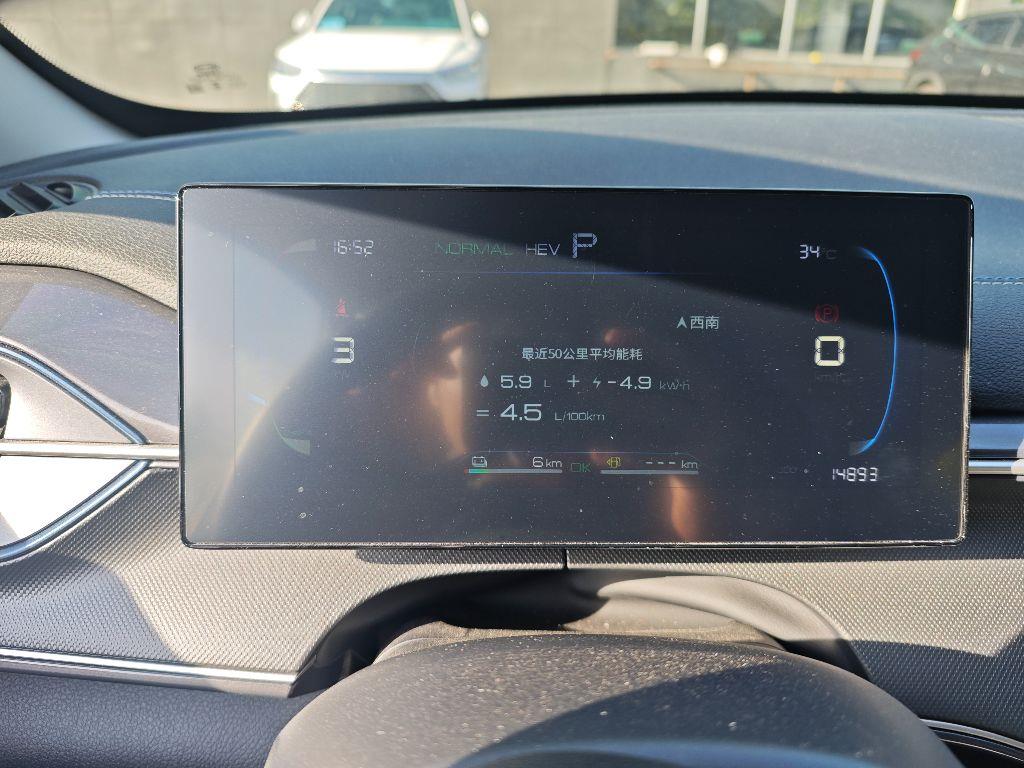 16:52 NORMAL HEV P 34°C
西南
P
3 0
最近50公里平均能耗
5.9 L + -4.9 kW·h
= 4.5 L/100km
6 km OK --- km
14893